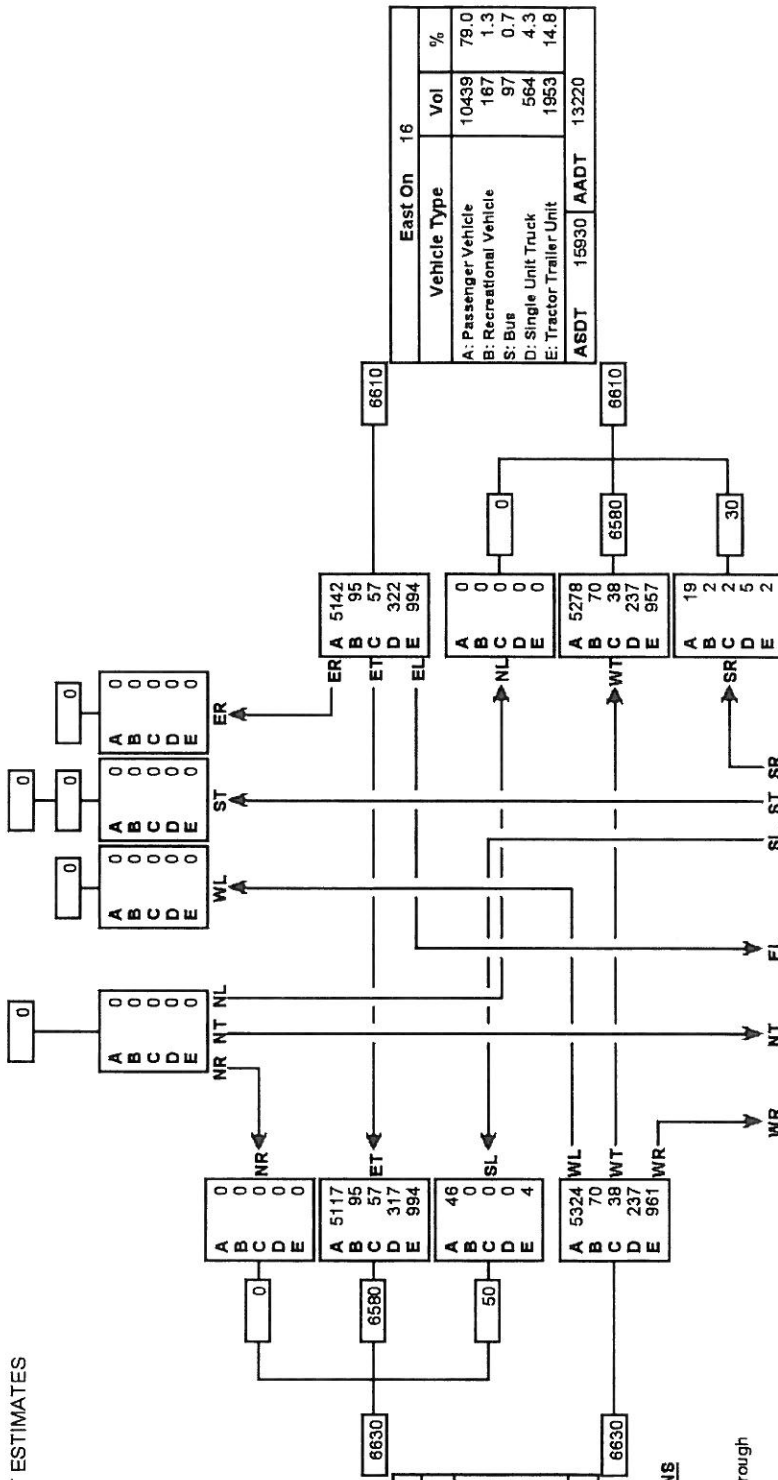 ESTIMATES
0
A 0
B 0
C 0
D 0
E 0
NR NT NL
0
A 0
B 0
C 0
D 0
E 0
WL
0
0
A 0
B 0
C 0
D 0
E 0
ST
0
A 0
B 0
C 0
D 0
E 0
ER
0
A 0
B 0
C 0
D 0
E 0
NR
6630
6580
A 5117
B 95
C 57
D 317
E 994
ET
50
A 46
B 0
C 0
D 0
E 4
SL
6630
A 5324
B 70
C 38
D 237
E 961
WL
WT
WR
ER
ET
EL
A 5142
B 95
C 57
D 322
E 994
6610
NL
A 0
B 0
C 0
D 0
E 0
0
WT
A 5278
B 70
C 38
D 237
E 957
6580
6610
SR
A 19
B 2
C 2
D 5
E 2
30
East On 16
Vehicle Type Vol %
A: Passenger Vehicle 10439 79.0
B: Recreational Vehicle 167 1.3
S: Bus 97 0.7
D: Single Unit Truck 564 4.3
E: Tractor Trailer Unit 1953 14.8
ASDT 15930 AADT 13220
WR NT EL SL ST SR
NS
rough